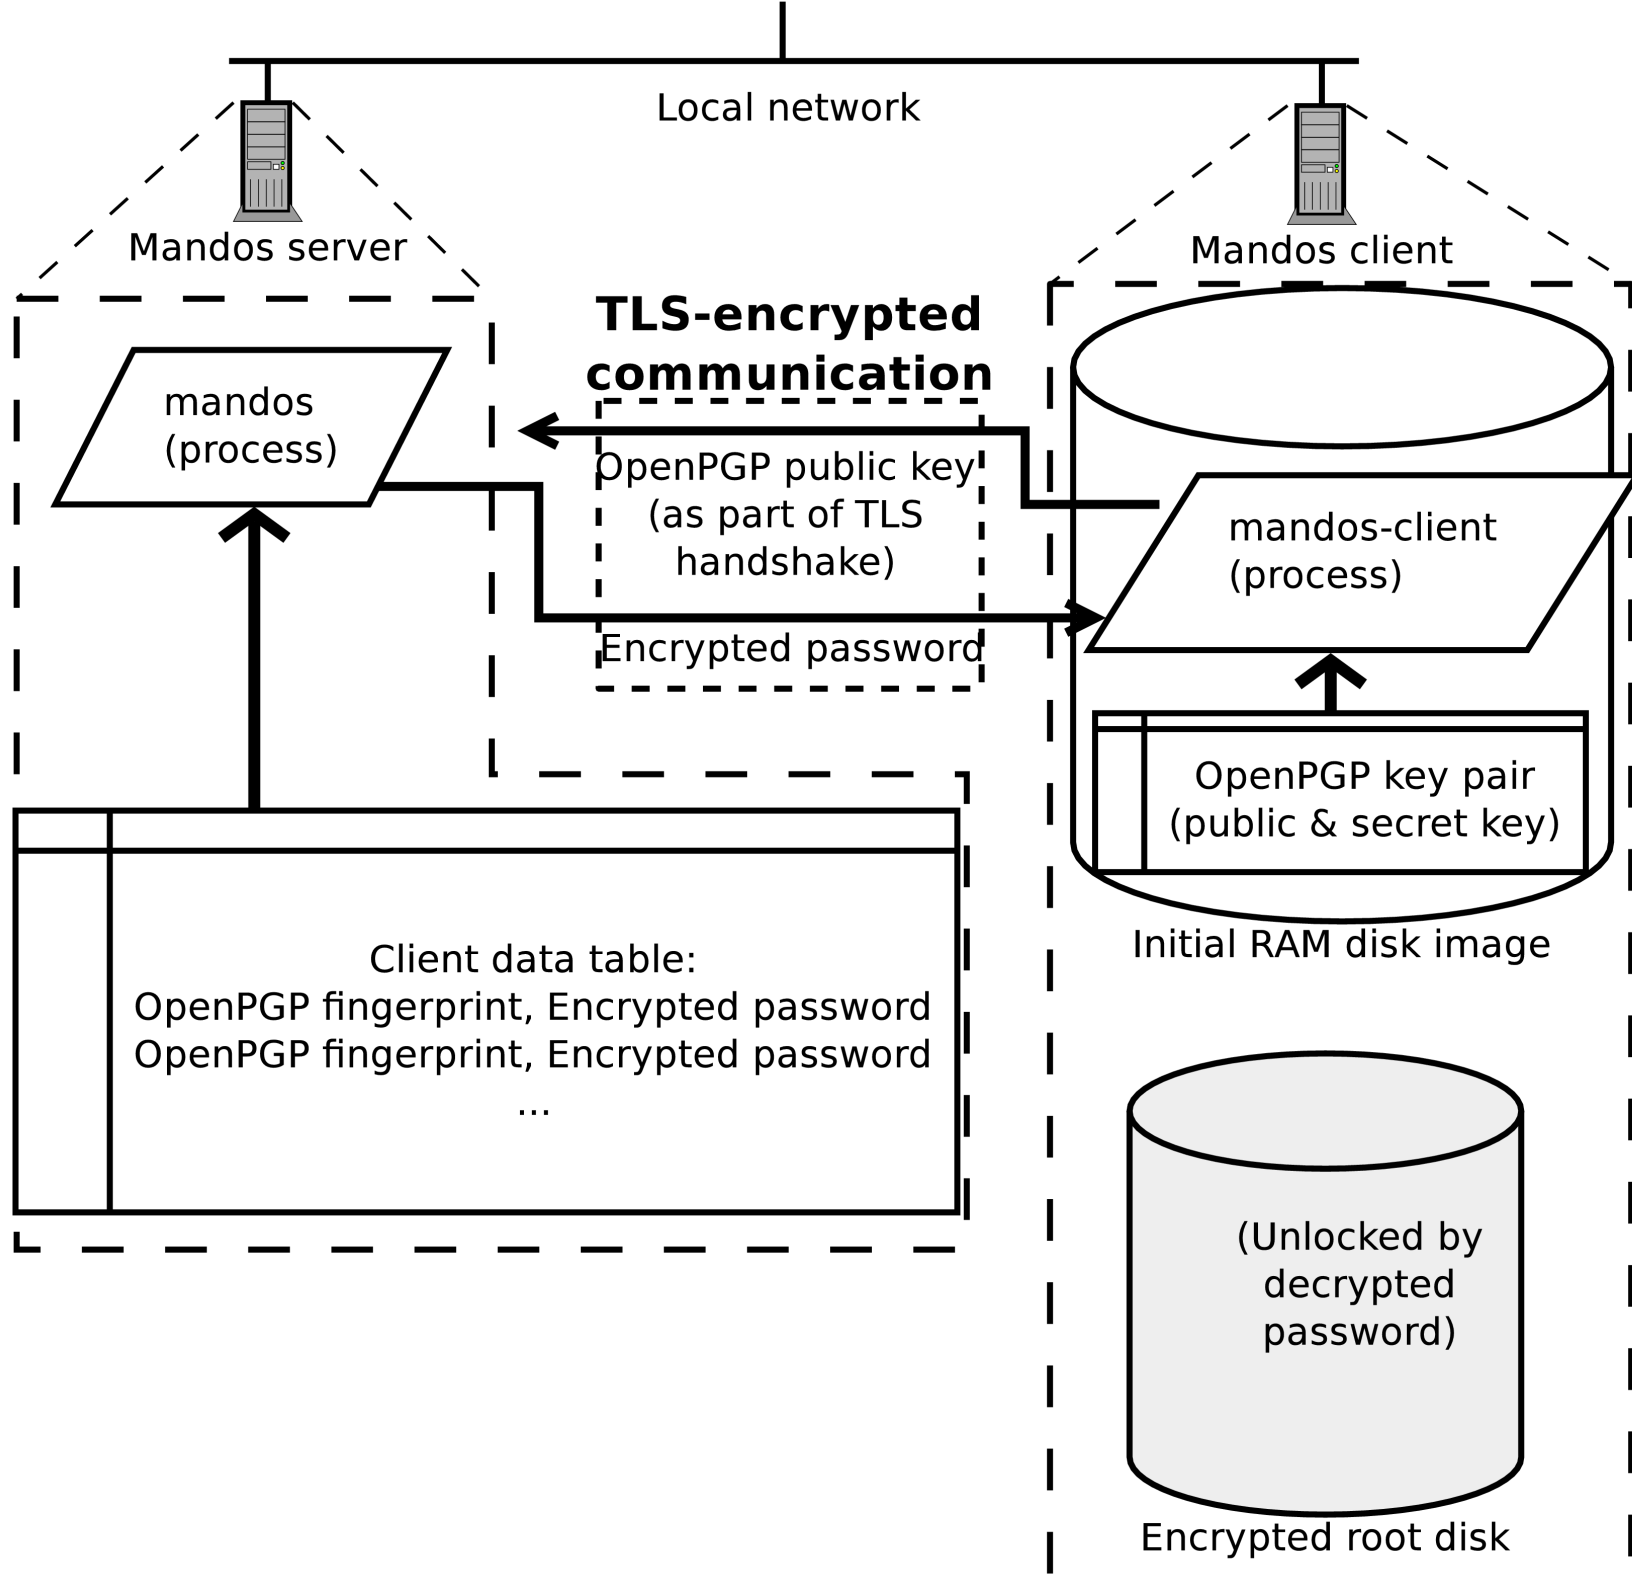 Local network
Mandos server
Mandos client
TLS-encrypted
communication
mandos
(process)
OpenPGP public key
(as part of TLS
handshake)
Encrypted password
mandos-client
(process)
OpenPGP key pair
(public & secret key)
Initial RAM disk image
Client data table:
OpenPGP fingerprint, Encrypted password
OpenPGP fingerprint, Encrypted password
...
(Unlocked by
decrypted
password)
Encrypted root disk